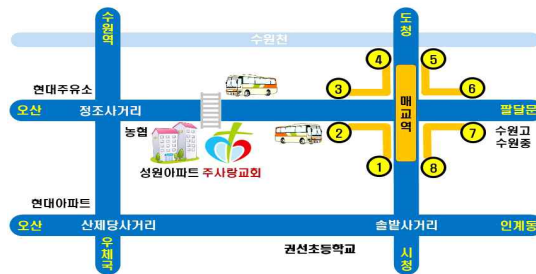 수원역
도청
수원천
4
5
현대주유소
3
6
오산
정조사거리
매교역
팔달문
농협
2
7
수원고
수원중
성원아파트
주사랑교회
1
8
현대아파트
오산
산제당사거리
솔밭사거리
인계동
우체국
권선초등학교
시청